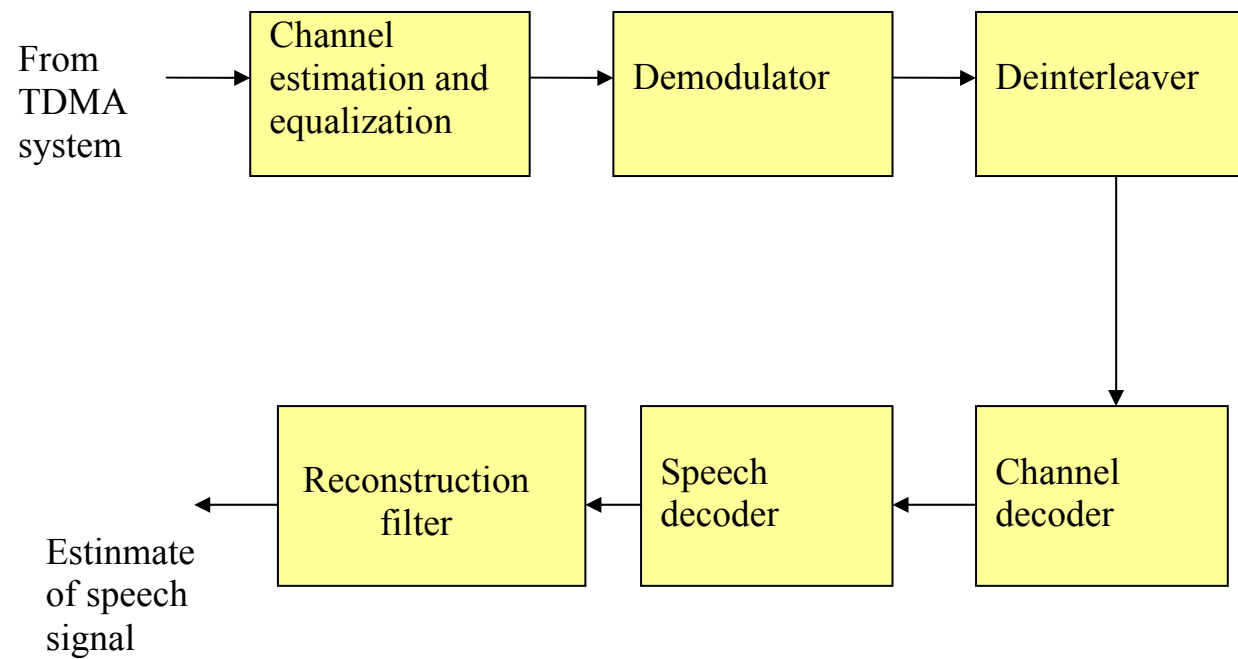 From
TDMA
system
Channel
estimation and
equalization
Demodulator
Deinterleaver
Channel
decoder
Speech
decoder
Reconstruction
filter
Estinmate
of speech
signal